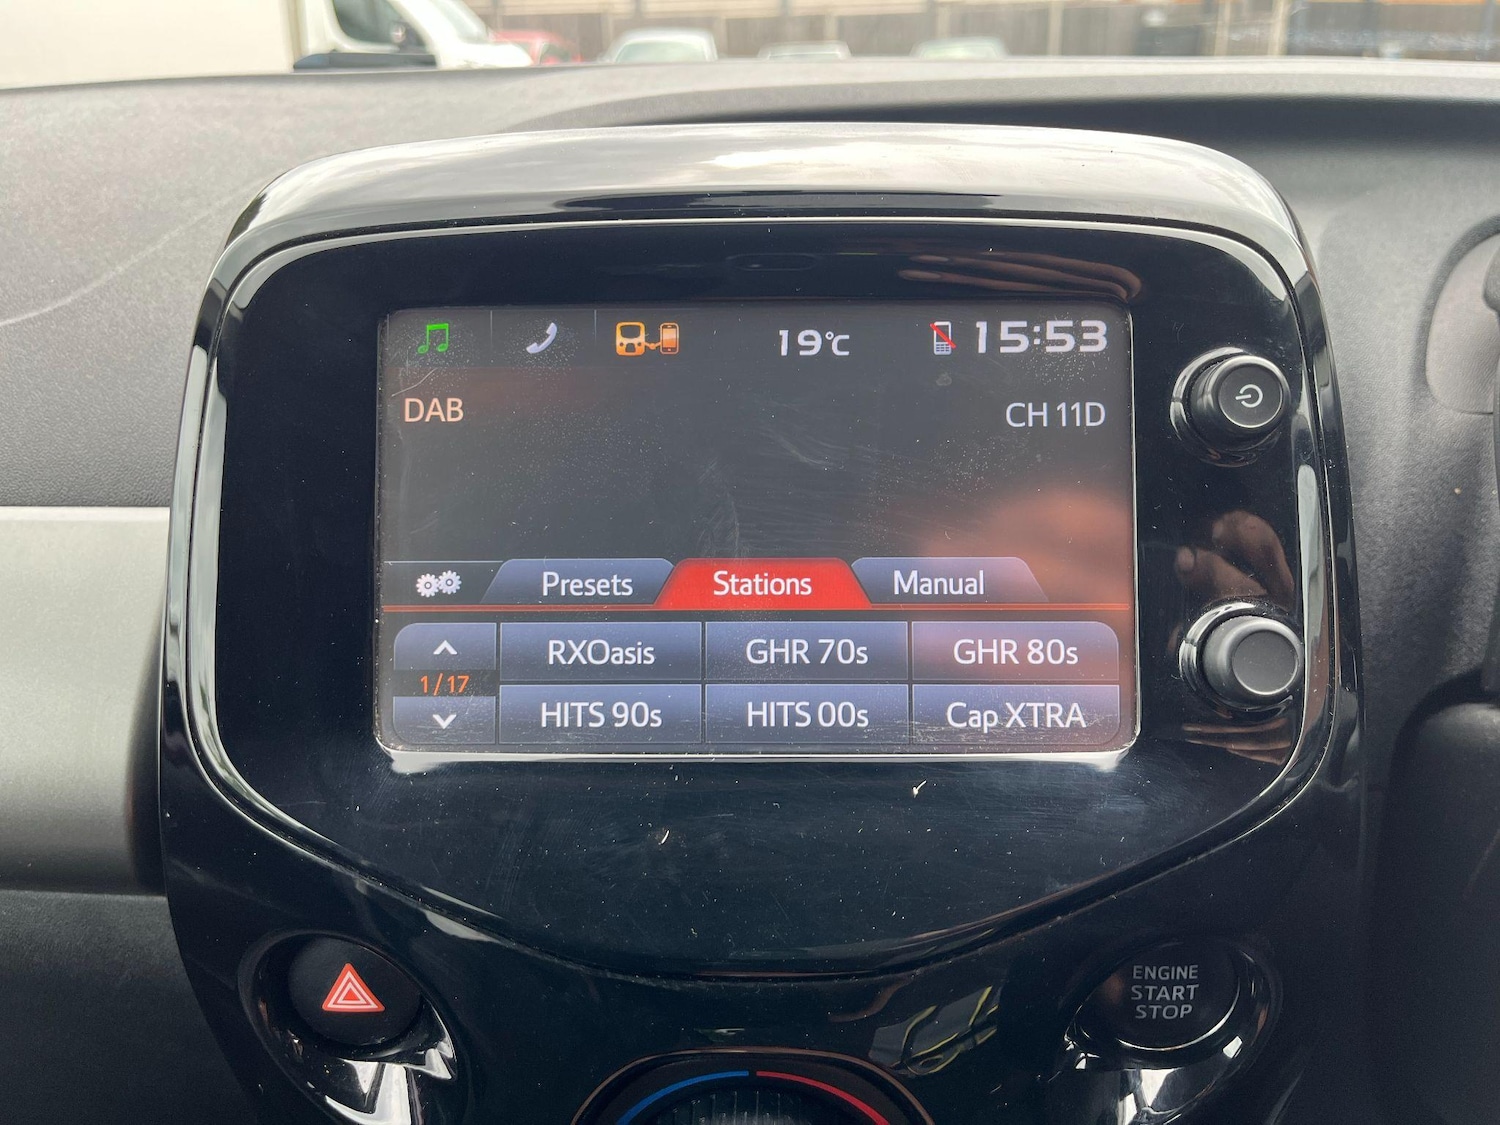 19°C
15:53
DAB
CH 11D
Presets
Stations
Manual
1/17
RXOasis
GHR 70s
GHR 80s
HITS 90s
HITS 00s
Cap XTRA
ENGINE
START
STOP